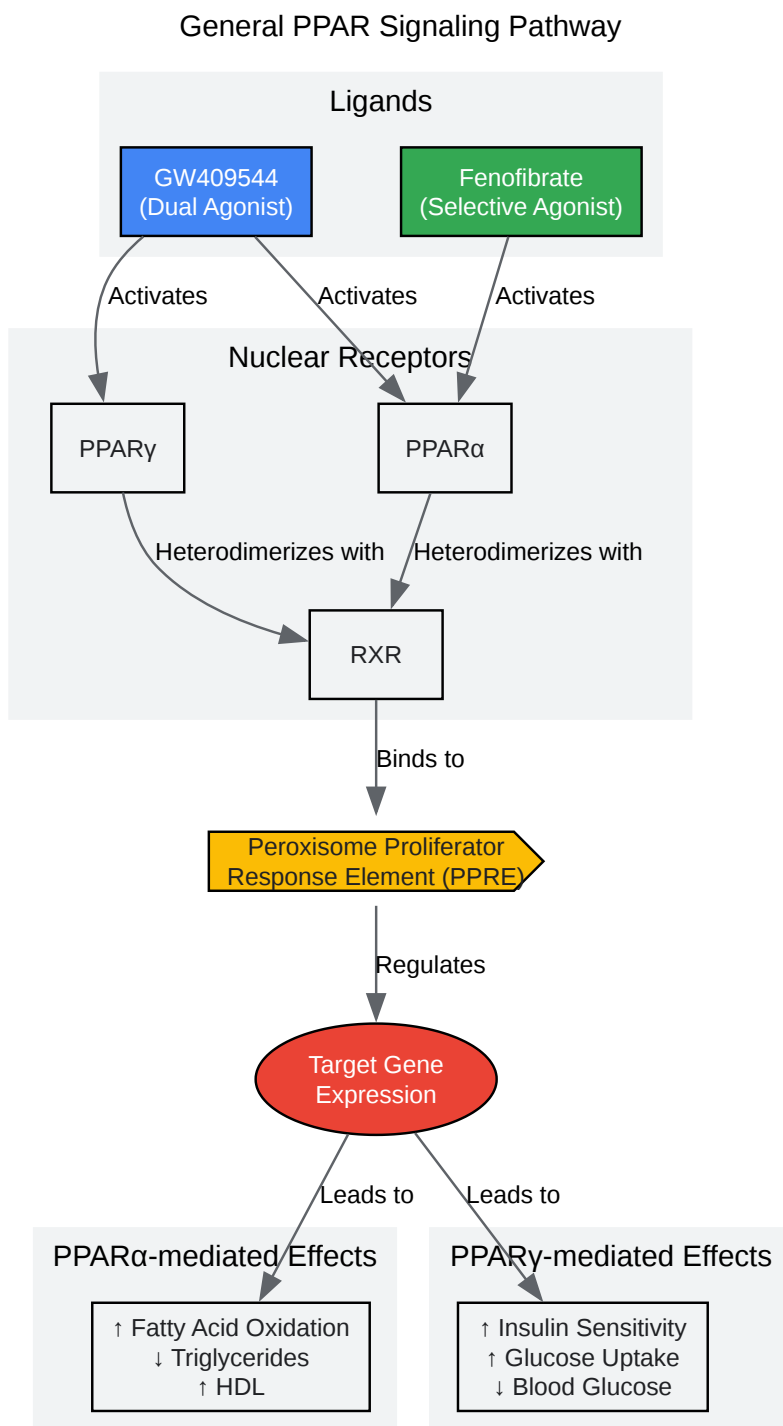 General PPAR Signaling Pathway
Ligands
GW409544
(Dual Agonist)
Fenofibrate
(Selective Agonist)
Activates
Activates
Activates
Nuclear Receptors
PPARγ
PPARα
Heterodimerizes with
Heterodimerizes with
RXR
Binds to
Peroxisome Proliferator
Response Element (PPRE)
Regulates
Target Gene
Expression
Leads to
Leads to
PPARα-mediated Effects
↑ Fatty Acid Oxidation
↓ Triglycerides
↑ HDL
PPARγ-mediated Effects
↑ Insulin Sensitivity
↑ Glucose Uptake
↓ Blood Glucose